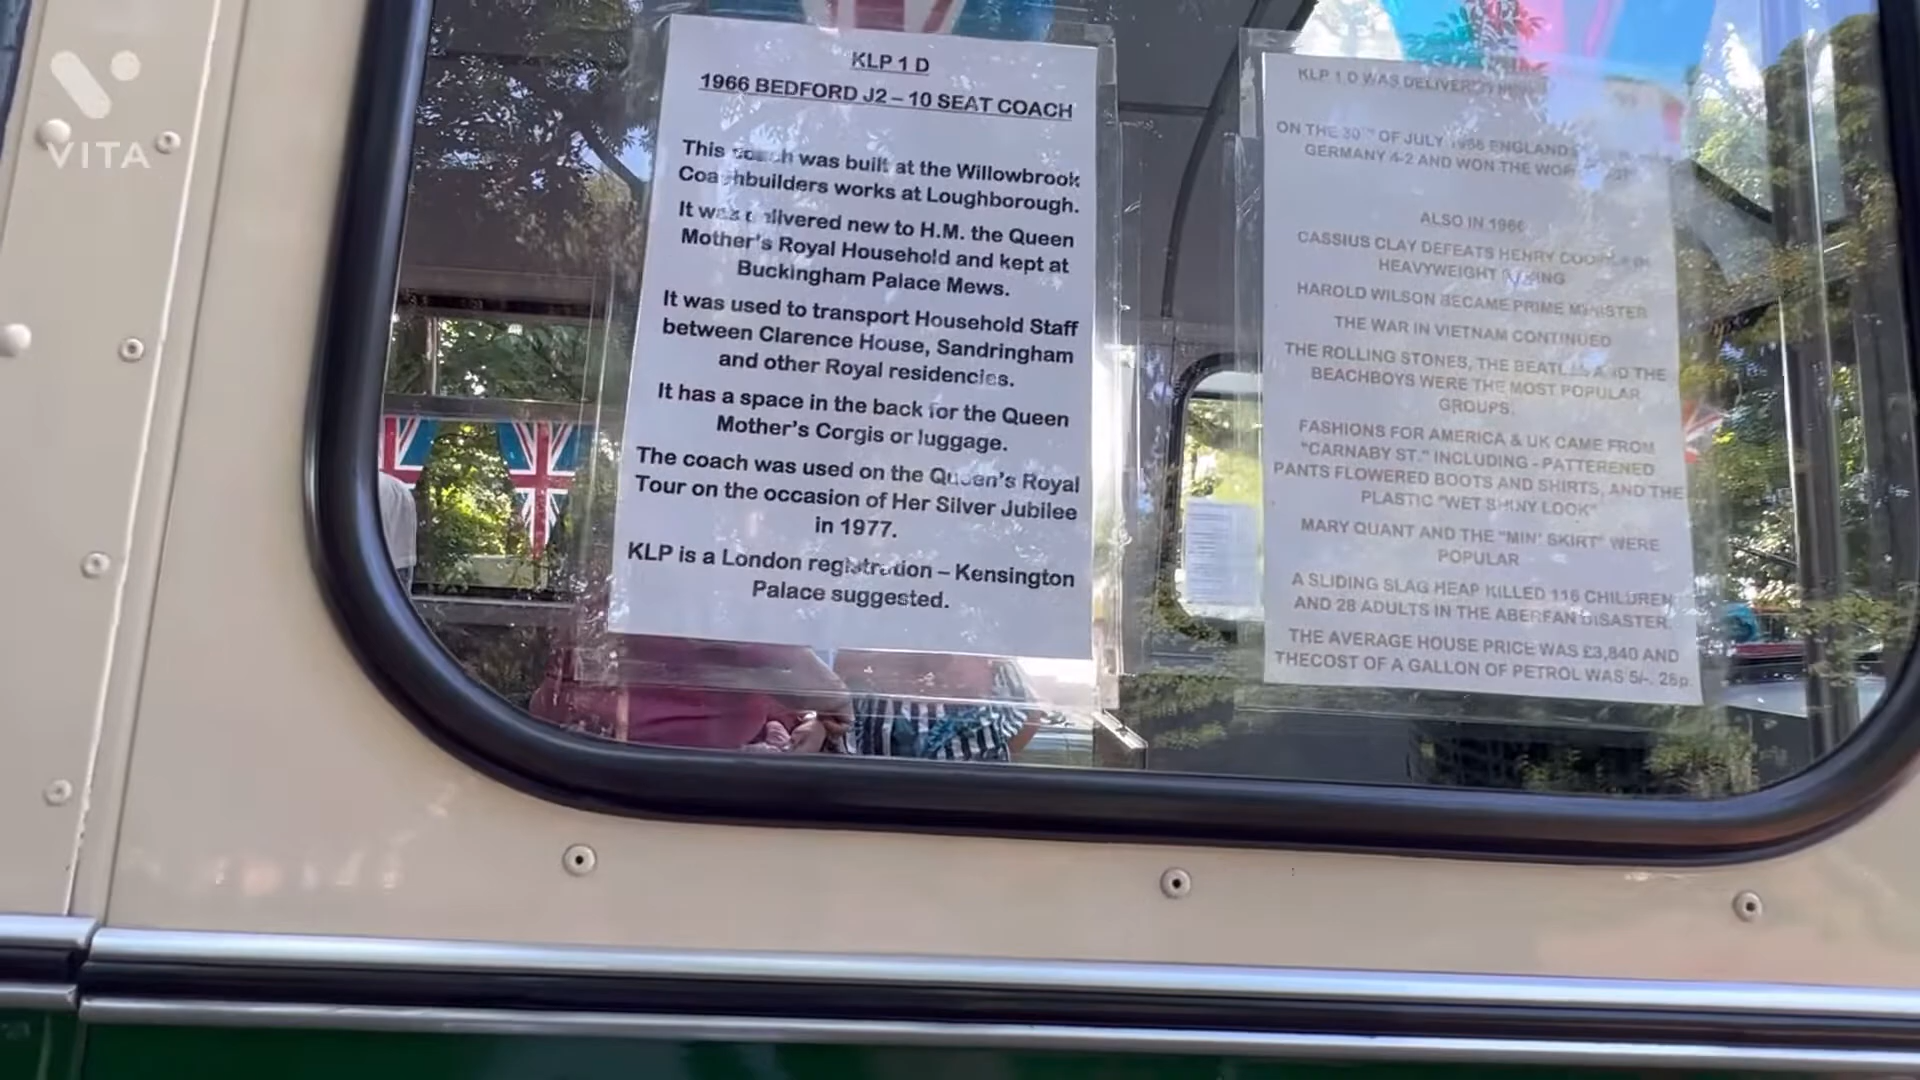 VITA
KLP 1 D
1966 BEDFORD J2 – 10 SEAT COACH
This coach was built at the Willowbrook
Coachbuilders works at Loughborough.
It was delivered new to H.M. the Queen
Mother's Royal Household and kept at
Buckingham Palace Mews.
It was used to transport Household Staff
between Clarence House, Sandringham
and other Royal residencies.
It has a space in the back for the Queen
Mother's Corgis or luggage.
The coach was used on the Queen's Royal
Tour on the occasion of Her Silver Jubilee
in 1977.
KLP is a London registration – Kensington
Palace suggested.
KLP 1 D WAS DELIVERED
ON THE 30TH OF JULY 1966 ENGLAND
GERMANY 4-2 AND WON THE
ALSO IN 1966
CASSIUS CLAY DEFEATS HENRY COOPER
HEAVYWEIGHT BOXING
HAROLD WILSON BECAME PRIME MINISTER
THE WAR IN VIETNAM CONTINUED
THE ROLLING STONES, THE BEATLES AND THE
BEACHBOYS WERE THE MOST POPULAR
GROUPS.
FASHIONS FOR AMERICA & UK CAME FROM
"CARNABY ST." INCLUDING - PATTERENED
PANTS FLOWERED BOOTS AND SHIRTS, AND THE
PLASTIC "WET SHINY LOOK"
MARY QUANT AND THE "MINI SKIRT" WERE
POPULAR
A SLIDING SLAG HEAP KILLED 116 CHILDREN
AND 28 ADULTS IN THE ABERFAN DISASTER.
THE AVERAGE HOUSE PRICE WAS £3,840 AND
THECOST OF A GALLON OF PETROL WAS 5/-. 26p.